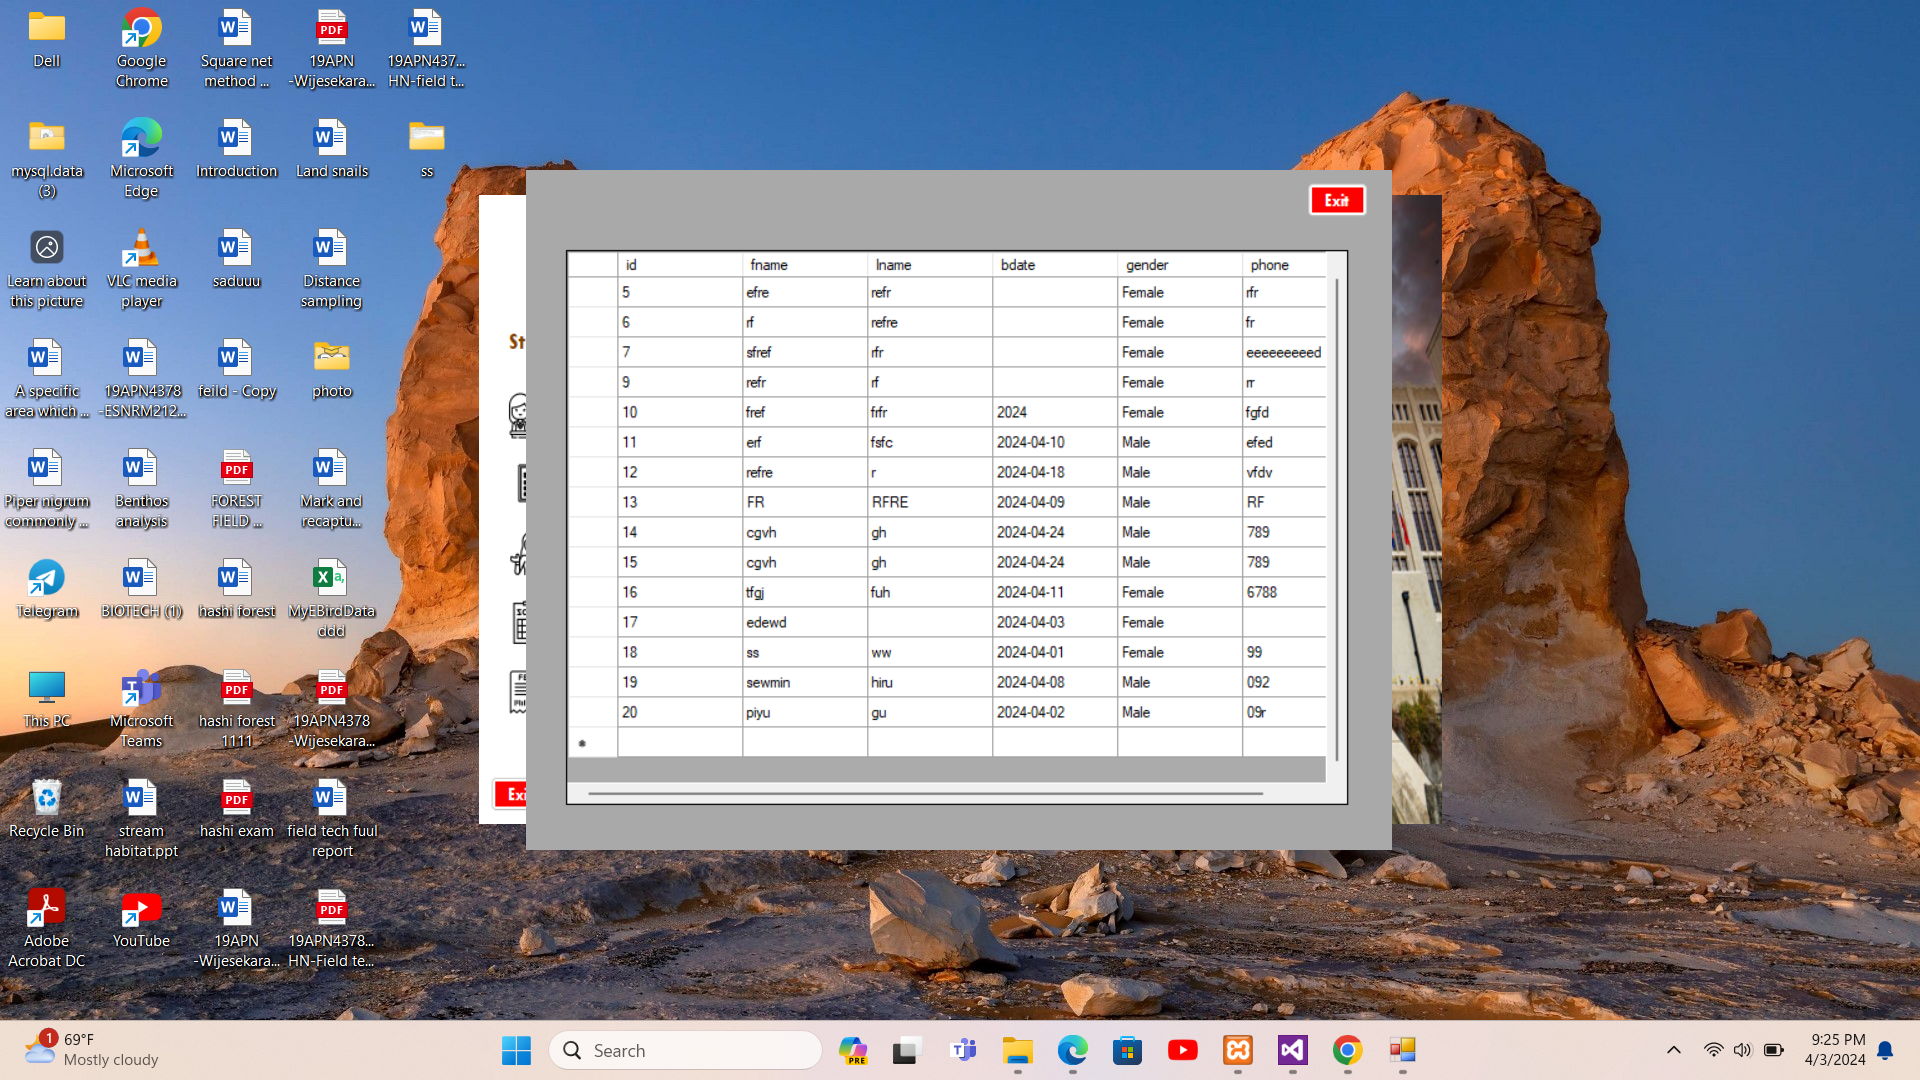 Dell
Google
Chrome
Square net
method ...
19APN
-Wijesekara...
19APN437...
HN-field t...
mysql.data
(3)
Microsoft
Edge
Introduction
Land snails
ss
Learn about
this picture
VLC media
player
saduuu
Distance
sampling
A specific
area which ...
19APN4378
-ESNRM212...
feild - Copy
photo
Piper nigrum
commonly ...
Benthos
analysis
FOREST
FIELD ...
Mark and
recaptu...
Telegram
BIOTECH (1)
hashi forest
MyEBirdData
ddd
This PC
Microsoft
Teams
hashi forest
1111
19APN4378
-Wijesekara...
Recycle Bin
stream
habitat.ppt
hashi exam
field tech fuul
report
Adobe
Acrobat DC
YouTube
19APN
-Wijesekara...
19APN4378...
HN-Field te...
Exit
St
Exi
id fname lname bdate gender phone
5 efre refr Female rfr
6 rf refre Female fr
7 sfref rfr Female eeeeeeeeed
9 refr rf Female rr
10 fref frfr 2024 Female fgfd
11 erf fsfc 2024-04-10 Male efed
12 refre r 2024-04-18 Male vfdv
13 FR RFRE 2024-04-09 Male RF
14 cgvh gh 2024-04-24 Male 789
15 cgvh gh 2024-04-24 Male 789
16 tfgj fuh 2024-04-11 Female 6788
17 edewd 2024-04-03 Female
18 ss ww 2024-04-01 Female 99
19 sewmin hiru 2024-04-08 Male 092
20 piyu gu 2024-04-02 Male 09r
1
69°F
Mostly cloudy
Search
PRE
9:25 PM
4/3/2024